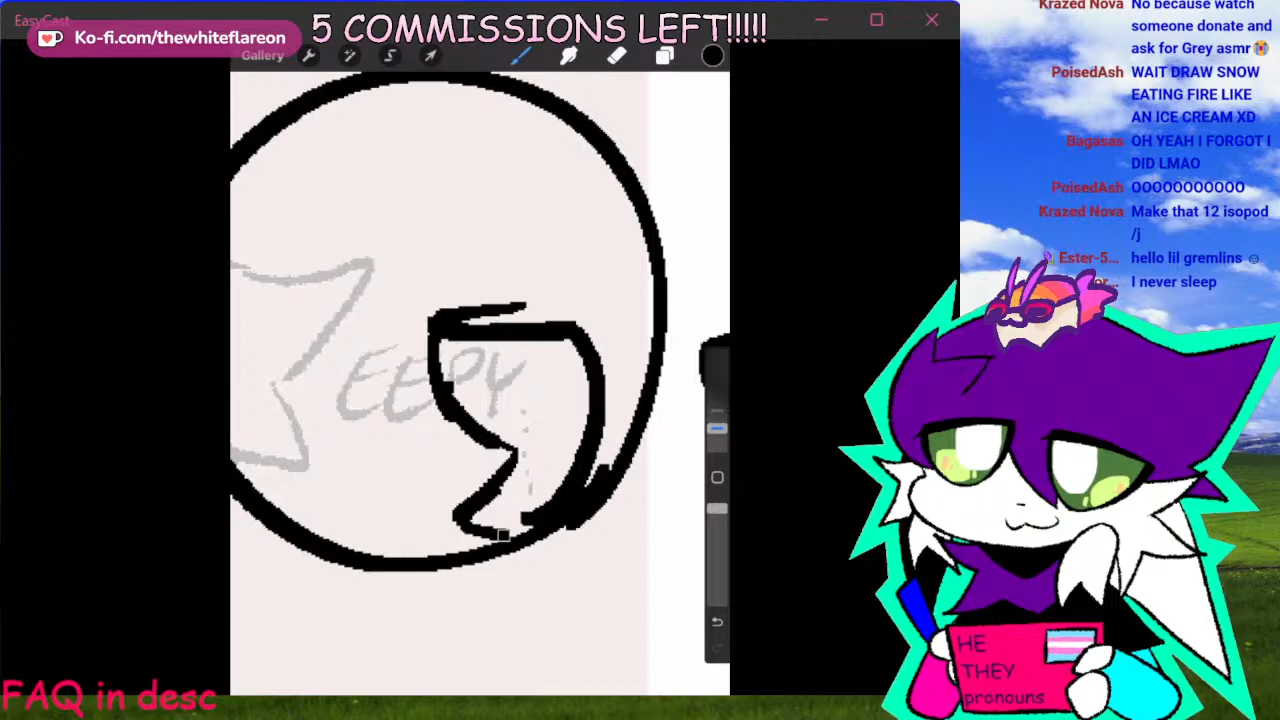 EasyCast
Ko-fi.com/thewhiteflareon
5 COMMISSIONS LEFT!!!!!
Gallery
EEPY..
Krazed Nova No because watch
someone donate and
ask for Grey asmr😭
PoisedAsh WAIT DRAW SNOW
EATING FIRE LIKE
AN ICE CREAM XD
Bagasas OH YEAH I FORGOT I
DID LMAO
PoisedAsh OOOOOOOOOOO
Krazed Nova Make that 12 isopod
/j
Ester-5... hello lil gremlins ☺
I never sleep
HE
THEY
pronouns
FAQ in desc